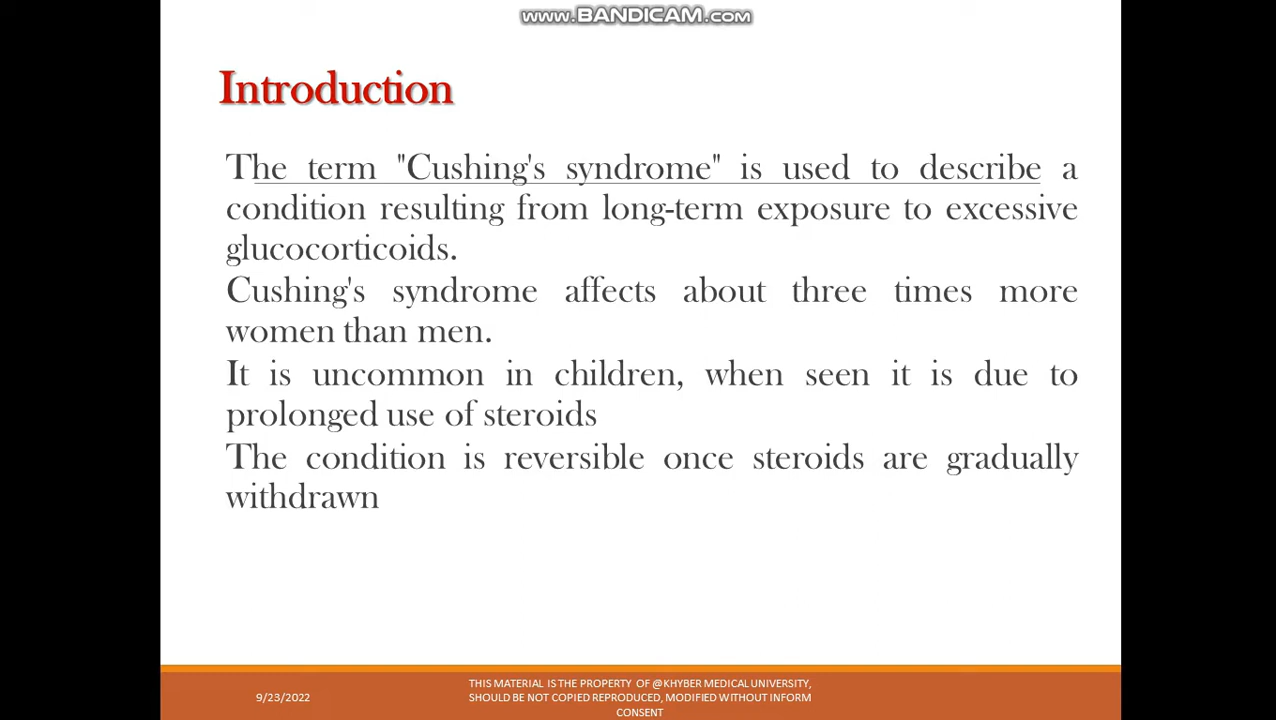 www.BANDICAM.com
Introduction
The term "Cushing's syndrome" is used to describe a
condition resulting from long-term exposure to excessive
glucocorticoids.
Cushing's syndrome affects about three times more
women than men.
It is uncommon in children, when seen it is due to
prolonged use of steroids
The condition is reversible once steroids are gradually
withdrawn
9/23/2022
THIS MATERIAL IS THE PROPERTY OF @KHYBER MEDICAL UNIVERSITY,
SHOULD BE NOT COPIED REPRODUCED, MODIFIED WITHOUT INFORM
CONSENT